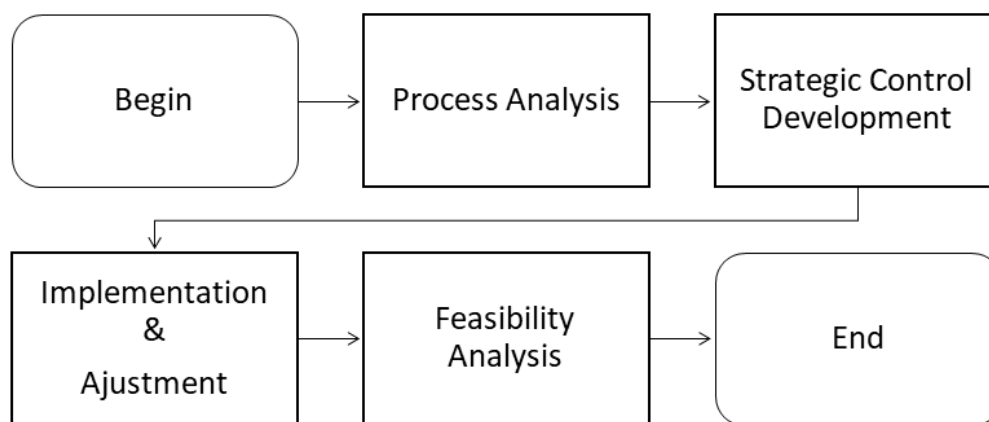 Begin
Process Analysis
Strategic Control
Development
Implementation
&
Ajustment
Feasibility
Analysis
End